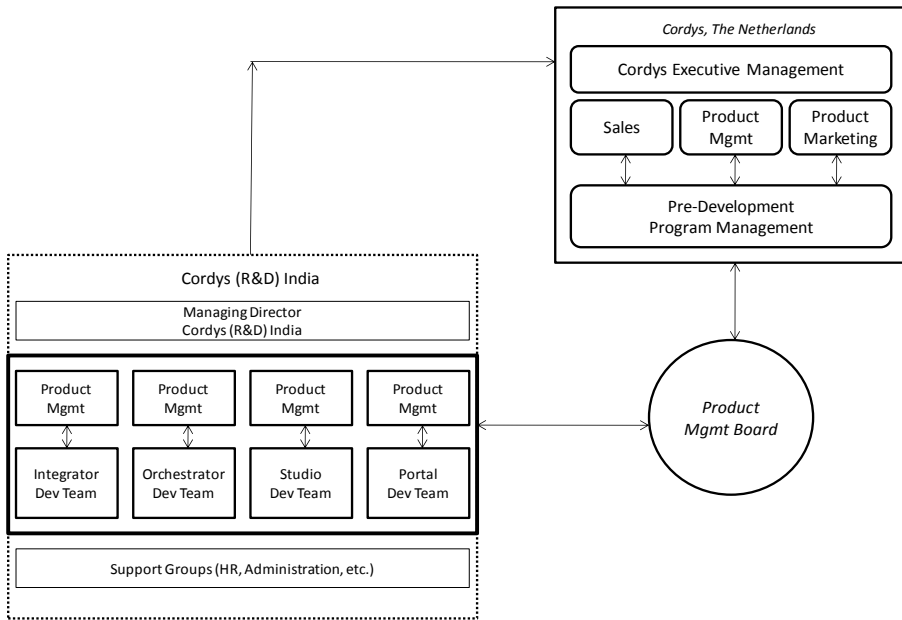 Cordys, The Netherlands
Cordys Executive Management
Sales
Product
Mgmt
Product
Marketing
Pre-Development
Program Management
Cordys (R&D) India
Managing Director
Cordys (R&D) India
Product
Mgmt
Product
Mgmt
Product
Mgmt
Product
Mgmt
Integrator
Dev Team
Orchestrator
Dev Team
Studio
Dev Team
Portal
Dev Team
Support Groups (HR, Administration, etc.)
Product
Mgmt Board